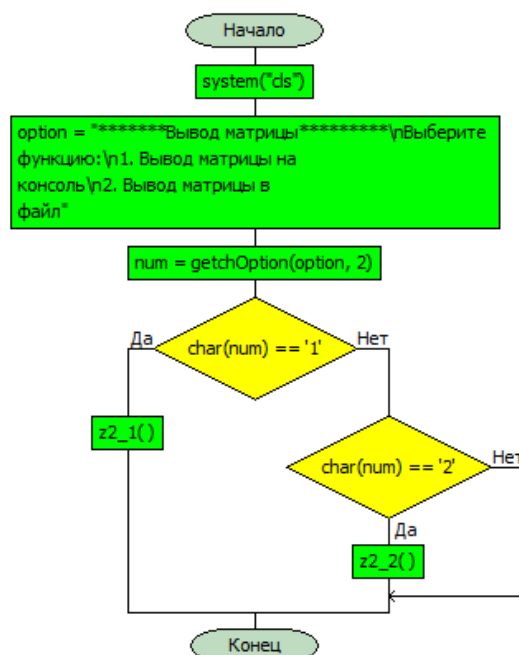 Начало
system("cls")
option = "*******Вывод матрицы*********\nВыберите
функцию:\n1. Вывод матрицы на
консоль\n2. Вывод матрицы в
файл"
num = getchOption(option, 2)
Да
Нет
char(num) == '1'
z2_1()
Нет
char(num) == '2'
Да
z2_2()
Конец